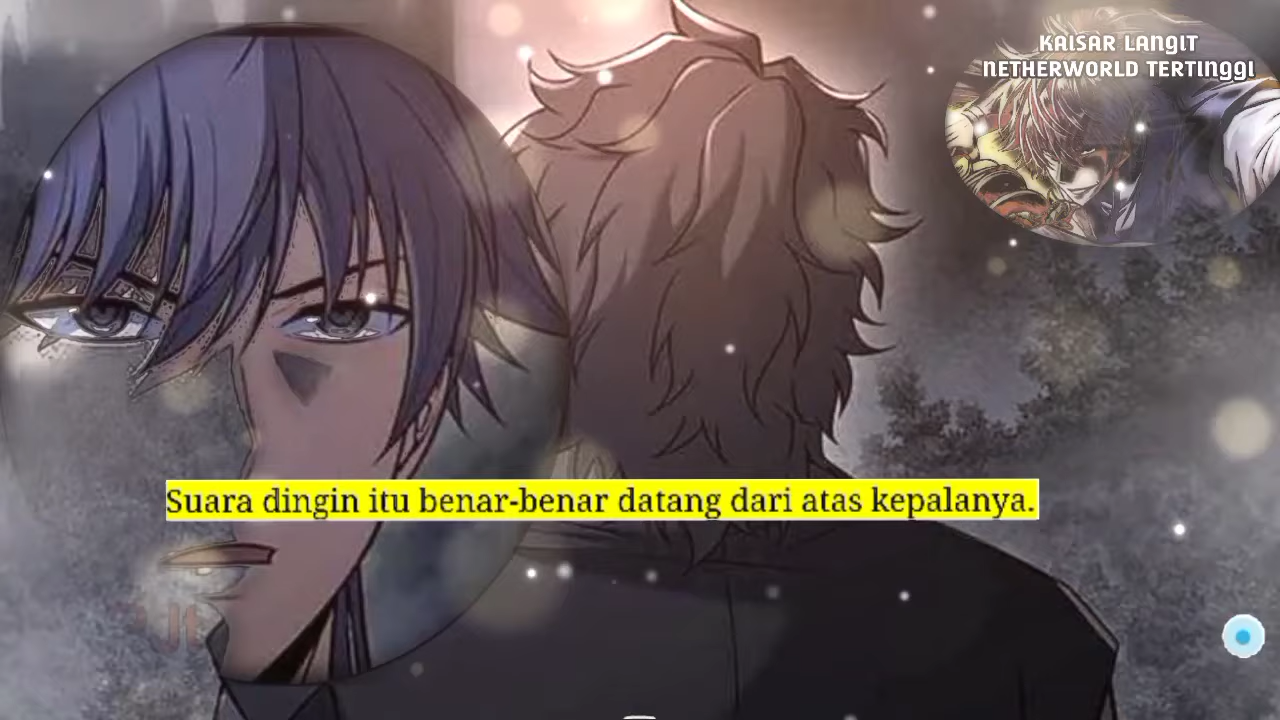 KAISAR LANGIT
NETHERWORLD TERTINGGI
Suara dingin itu benar-benar datang dari atas kepalanya.